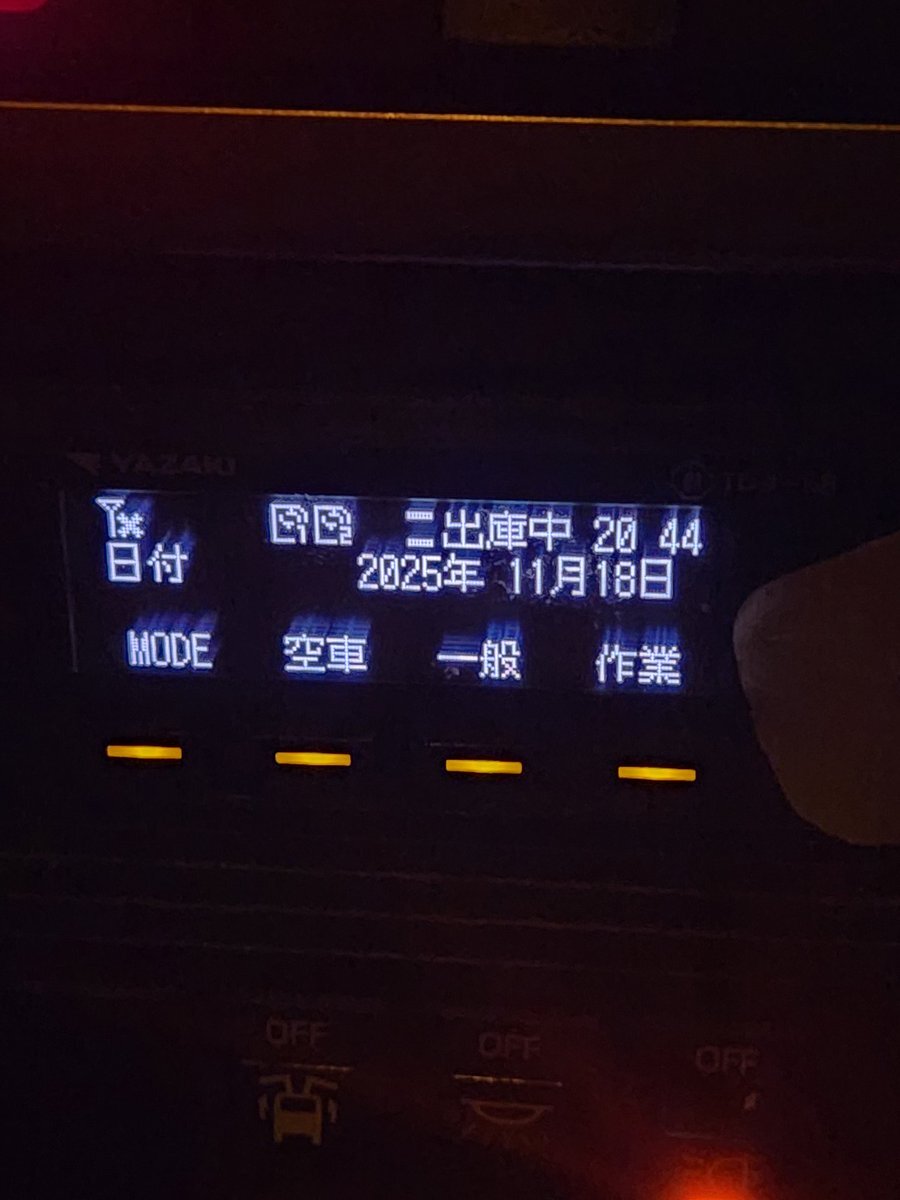 YAZAKI
出庫中 20 44
日付 2025年 11月18日
MODE 空車 一般 作業
OFF OFF OFF